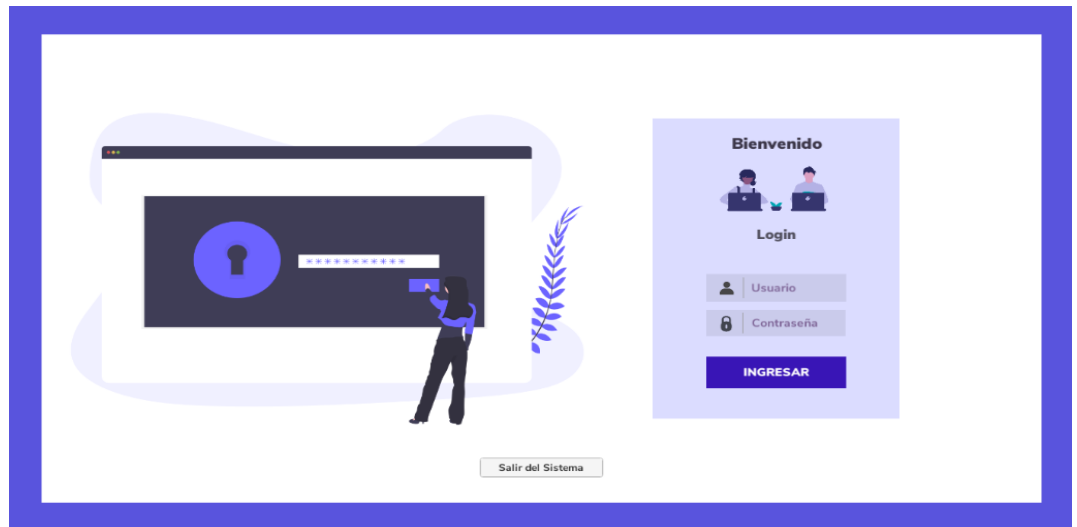 ***********
Bienvenido
Login
Usuario
Contraseña
INGRESAR
Salir del Sistema